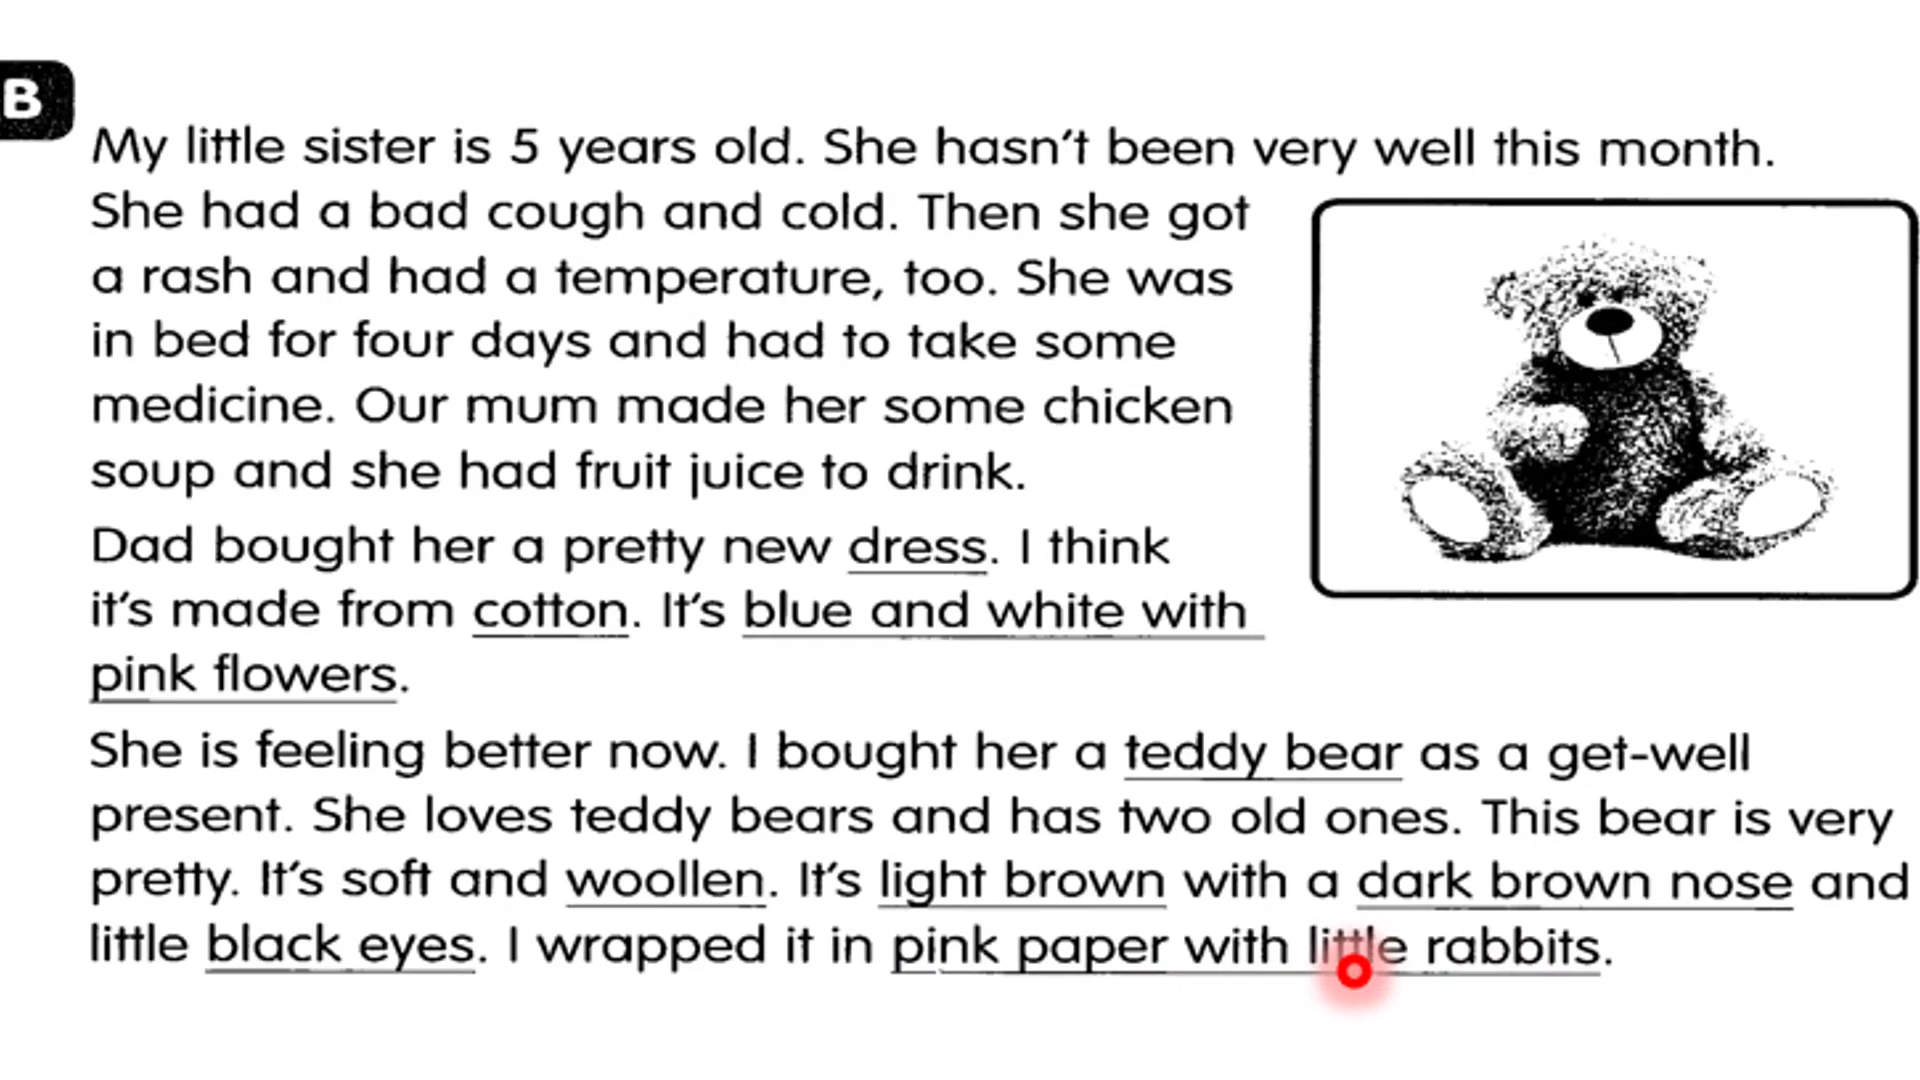 B
My little sister is 5 years old. She hasn't been very well this month.
She had a bad cough and cold. Then she got
a rash and had a temperature, too. She was
in bed for four days and had to take some
medicine. Our mum made her some chicken
soup and she had fruit juice to drink.
Dad bought her a pretty new dress. I think
it's made from cotton. It's blue and white with
pink flowers.
She is feeling better now. I bought her a teddy bear as a get-well
present. She loves teddy bears and has two old ones. This bear is very
pretty. It's soft and woollen. It's light brown with a dark brown nose and
little black eyes. I wrapped it in pink paper with little rabbits.